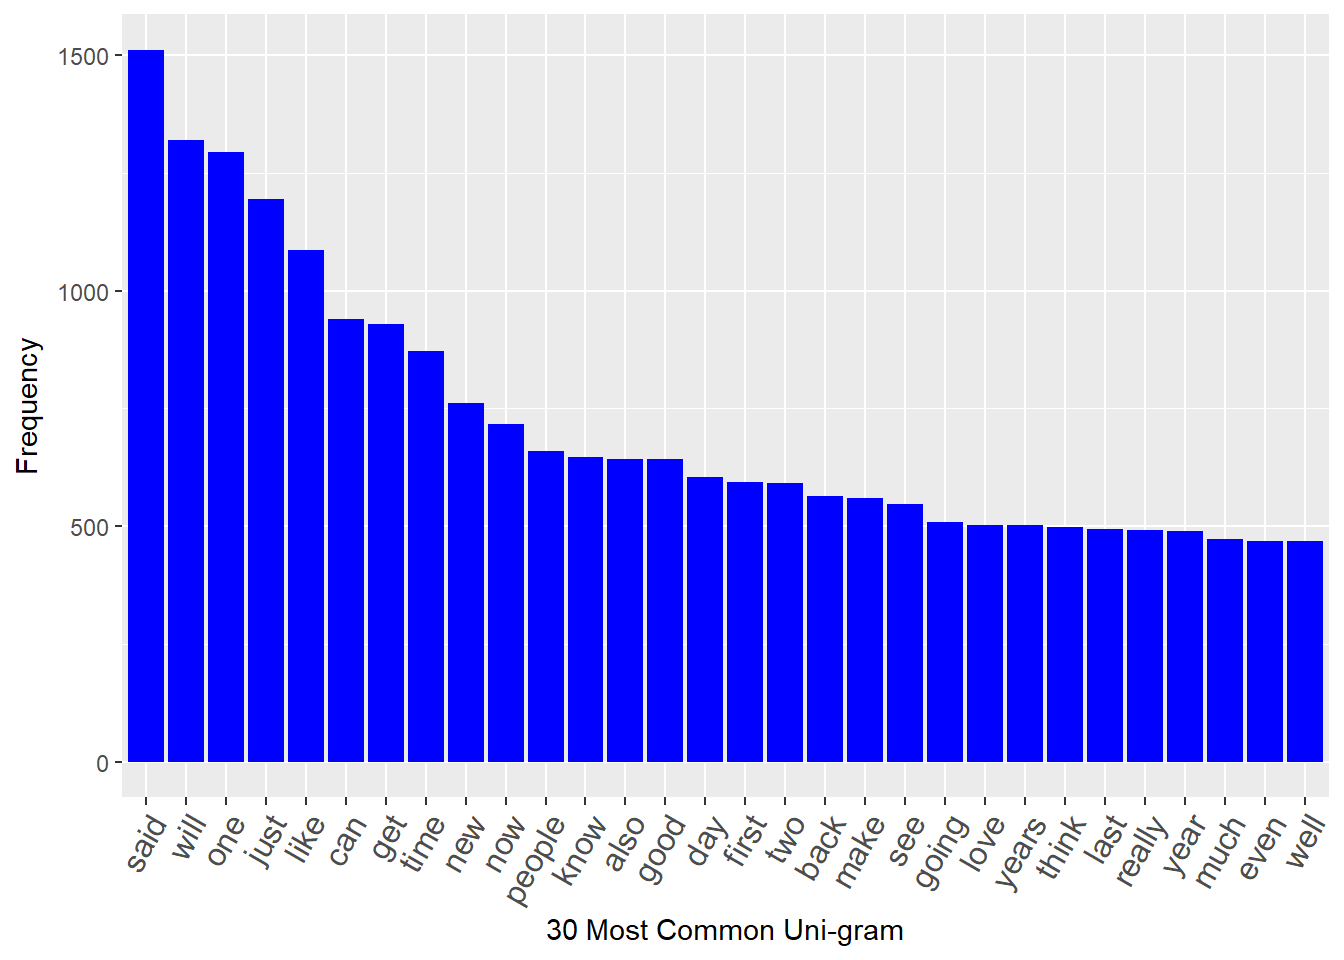 1500
1000
500
0
Frequency
said
will
one
just
like
can
get
time
new
now
people
know
also
good
day
first
two
back
make
see
going
love
years
think
last
really
year
much
even
well
30 Most Common Uni-gram